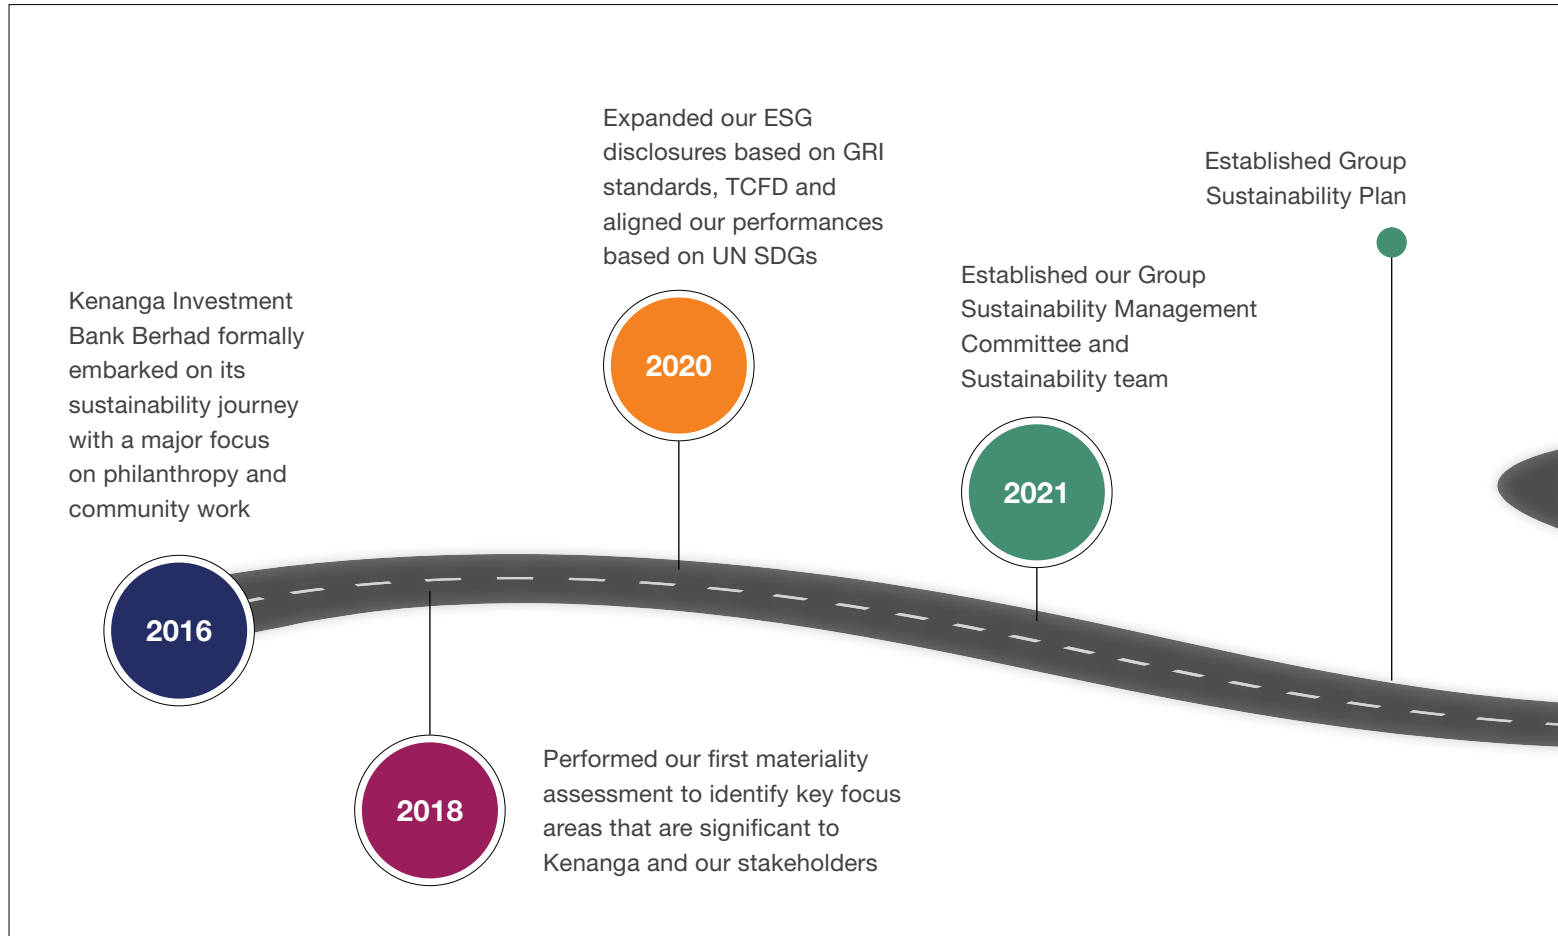 Kenanga Investment
Bank Berhad formally
embarked on its
sustainability journey
with a major focus
on philanthropy and
community work
2016
2018
Performed our first materiality
assessment to identify key focus
areas that are significant to
Kenanga and our stakeholders
Expanded our ESG
disclosures based on GRI
standards, TCFD and
aligned our performances
based on UN SDGs
2020
Established our Group
Sustainability Management
Committee and
Sustainability team
2021
Established Group
Sustainability Plan